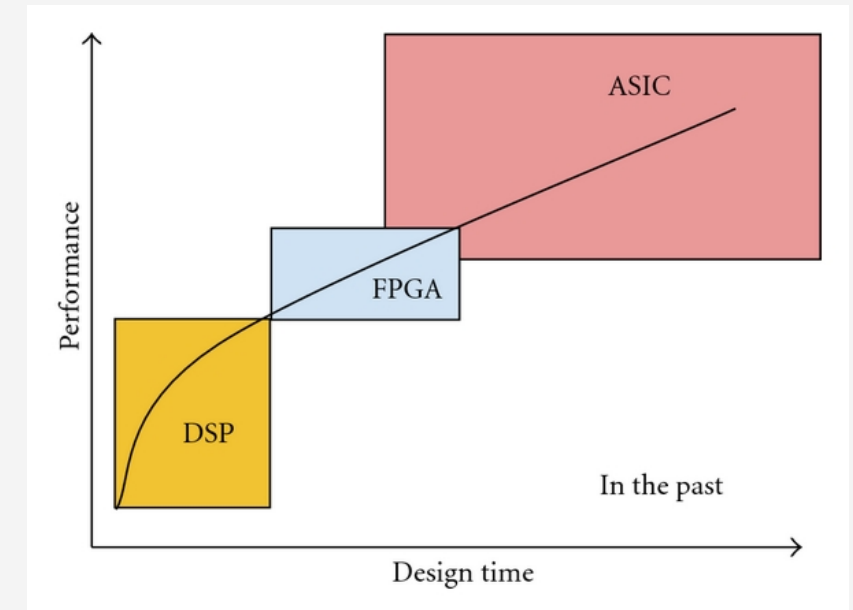 ASIC
Performance
FPGA
DSP
In the past
Design time